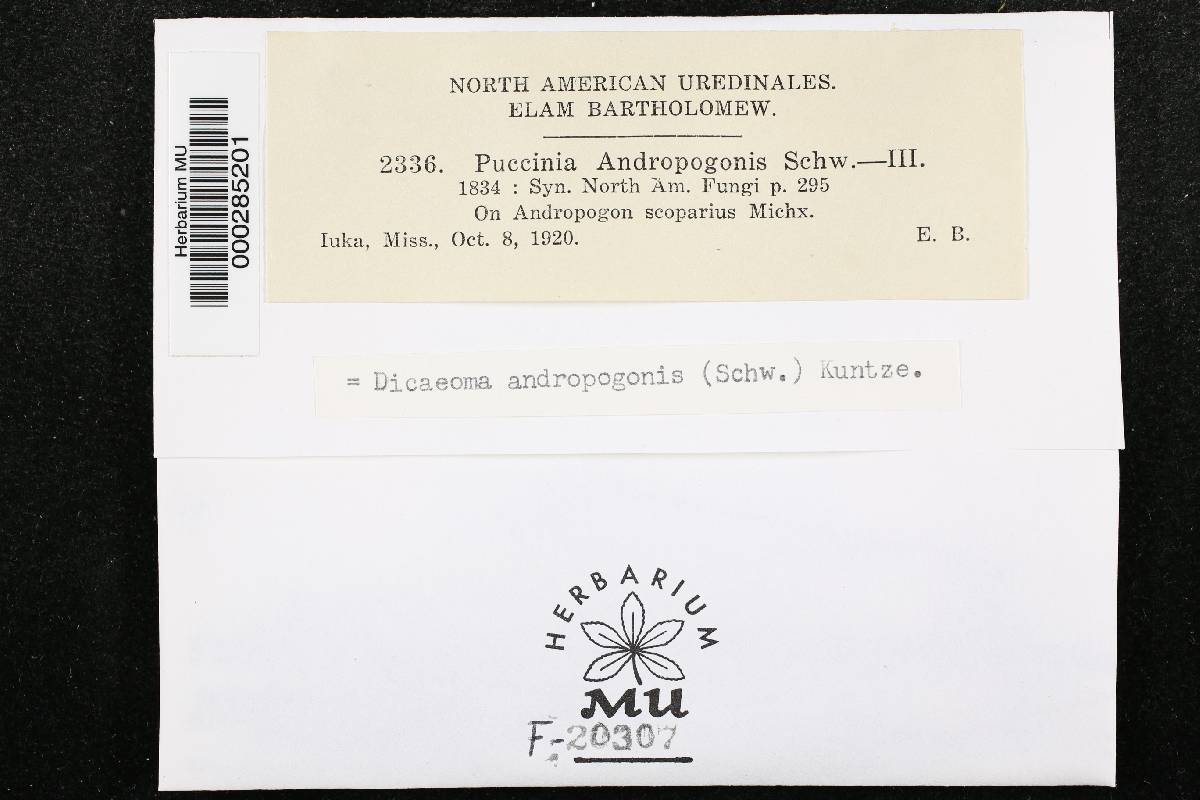 NORTH AMERICAN UREDINALES.
ELAM BARTHOLOMEW.
2336. Puccinia Andropogonis Schw.—III.
1834 : Syn. North Am. Fungi p. 295
On Andropogon scoparius Michx.
Iuka, Miss., Oct. 8, 1920. E. B.
Herbarium MU
000285201
= Dicaeoma andropogonis (Schw.) Kuntze.
HERBARIUM
MU
F-20307